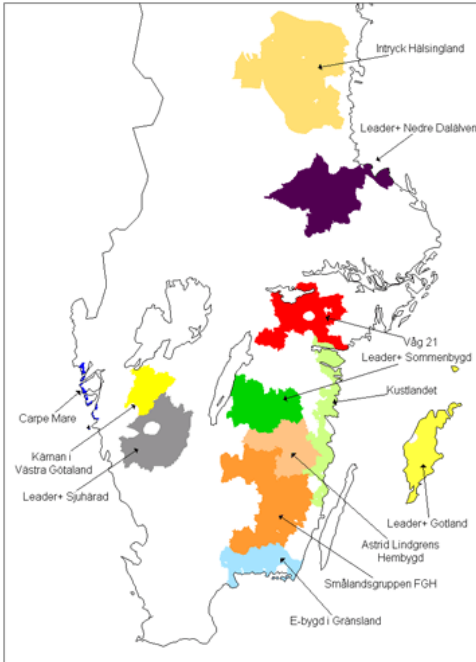 Intryck Hälsingland
Leader+ Nedre Dalälven
Våg 21
Leader+ Sommenbygd
Kustlandet
Carpe Mare
Kärnan i
Västra Götaland
Leader+ Sjuhärad
Leader+ Gotland
Astrid Lindgrens
Hembygd
Smålandsgruppen FGH
E-bygd i Gränsland